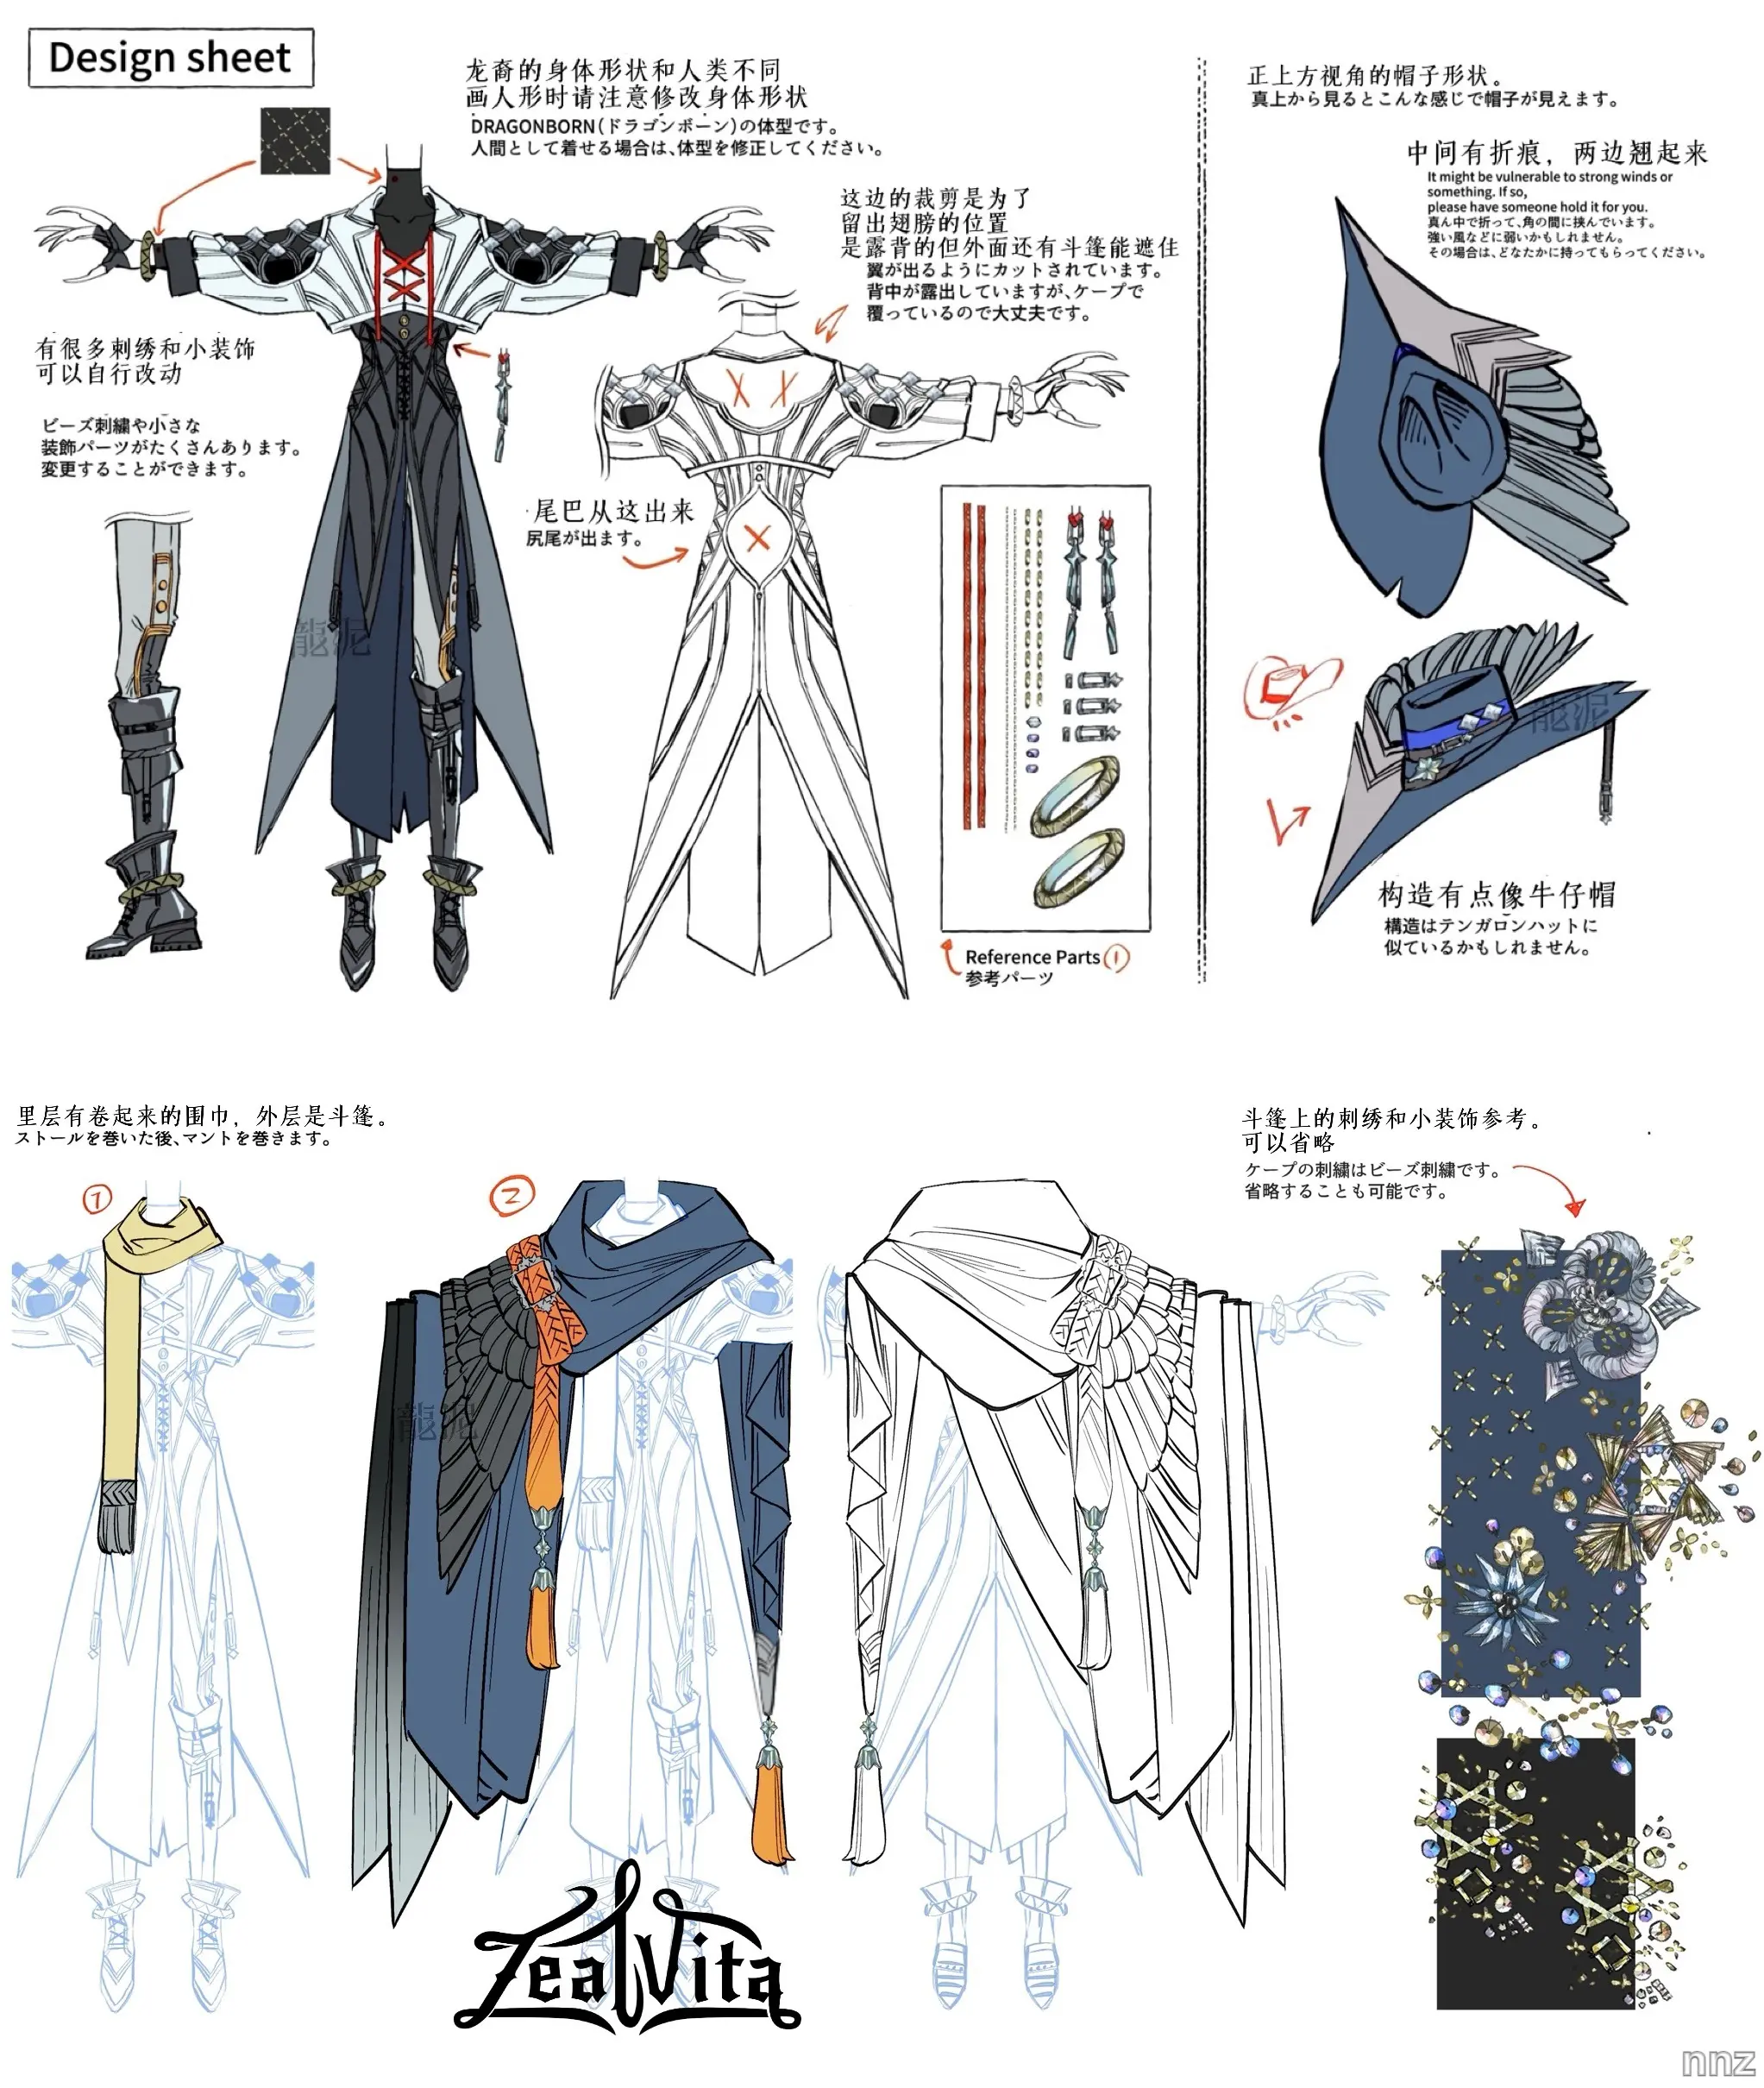 Design sheet
龙裔的身体形状和人类不同
画人形时请注意修改身体形状
DRAGONBORN(ドラゴンボーン)の体型です。
人間として着せる場合は、体型を修正してください。
这边的裁剪是为了
留出翅膀的位置
是露背的但外面还有斗篷能遮住
翼が出るようにカットされています。
背中が露出していますが、ケープで
覆っているので大丈夫です。
有很多刺绣和小装饰
可以自行改动
ビーズ刺繍や小さな
装飾パーツがたくさんあります。
変更することができます。
尾巴从这出来
尻尾が出ます。
龍泥
Reference Parts ①
参考パーツ
正上方视角的帽子形状。
真上から見るとこんな感じで帽子が見えます。
中间有折痕，两边翘起来
It might be vulnerable to strong winds or
something. If so,
please have someone hold it for you.
真ん中で折って、角の間に挟んでいます。
強い風などに弱いかもしれません。
その場合は、どなたかに持ってもらってください。
龍泥
构造有点像牛仔帽
構造はテンガロンハットに
似ているかもしれません。
里层有卷起来的围巾，外层是斗篷。
ストールを巻いた後、マントを巻きます。
①
②
龍泥
斗篷上的刺绣和小装饰参考。
可以省略
ケープの刺繍はビーズ刺繍です。
省略することも可能です。
ZealVita
nnz